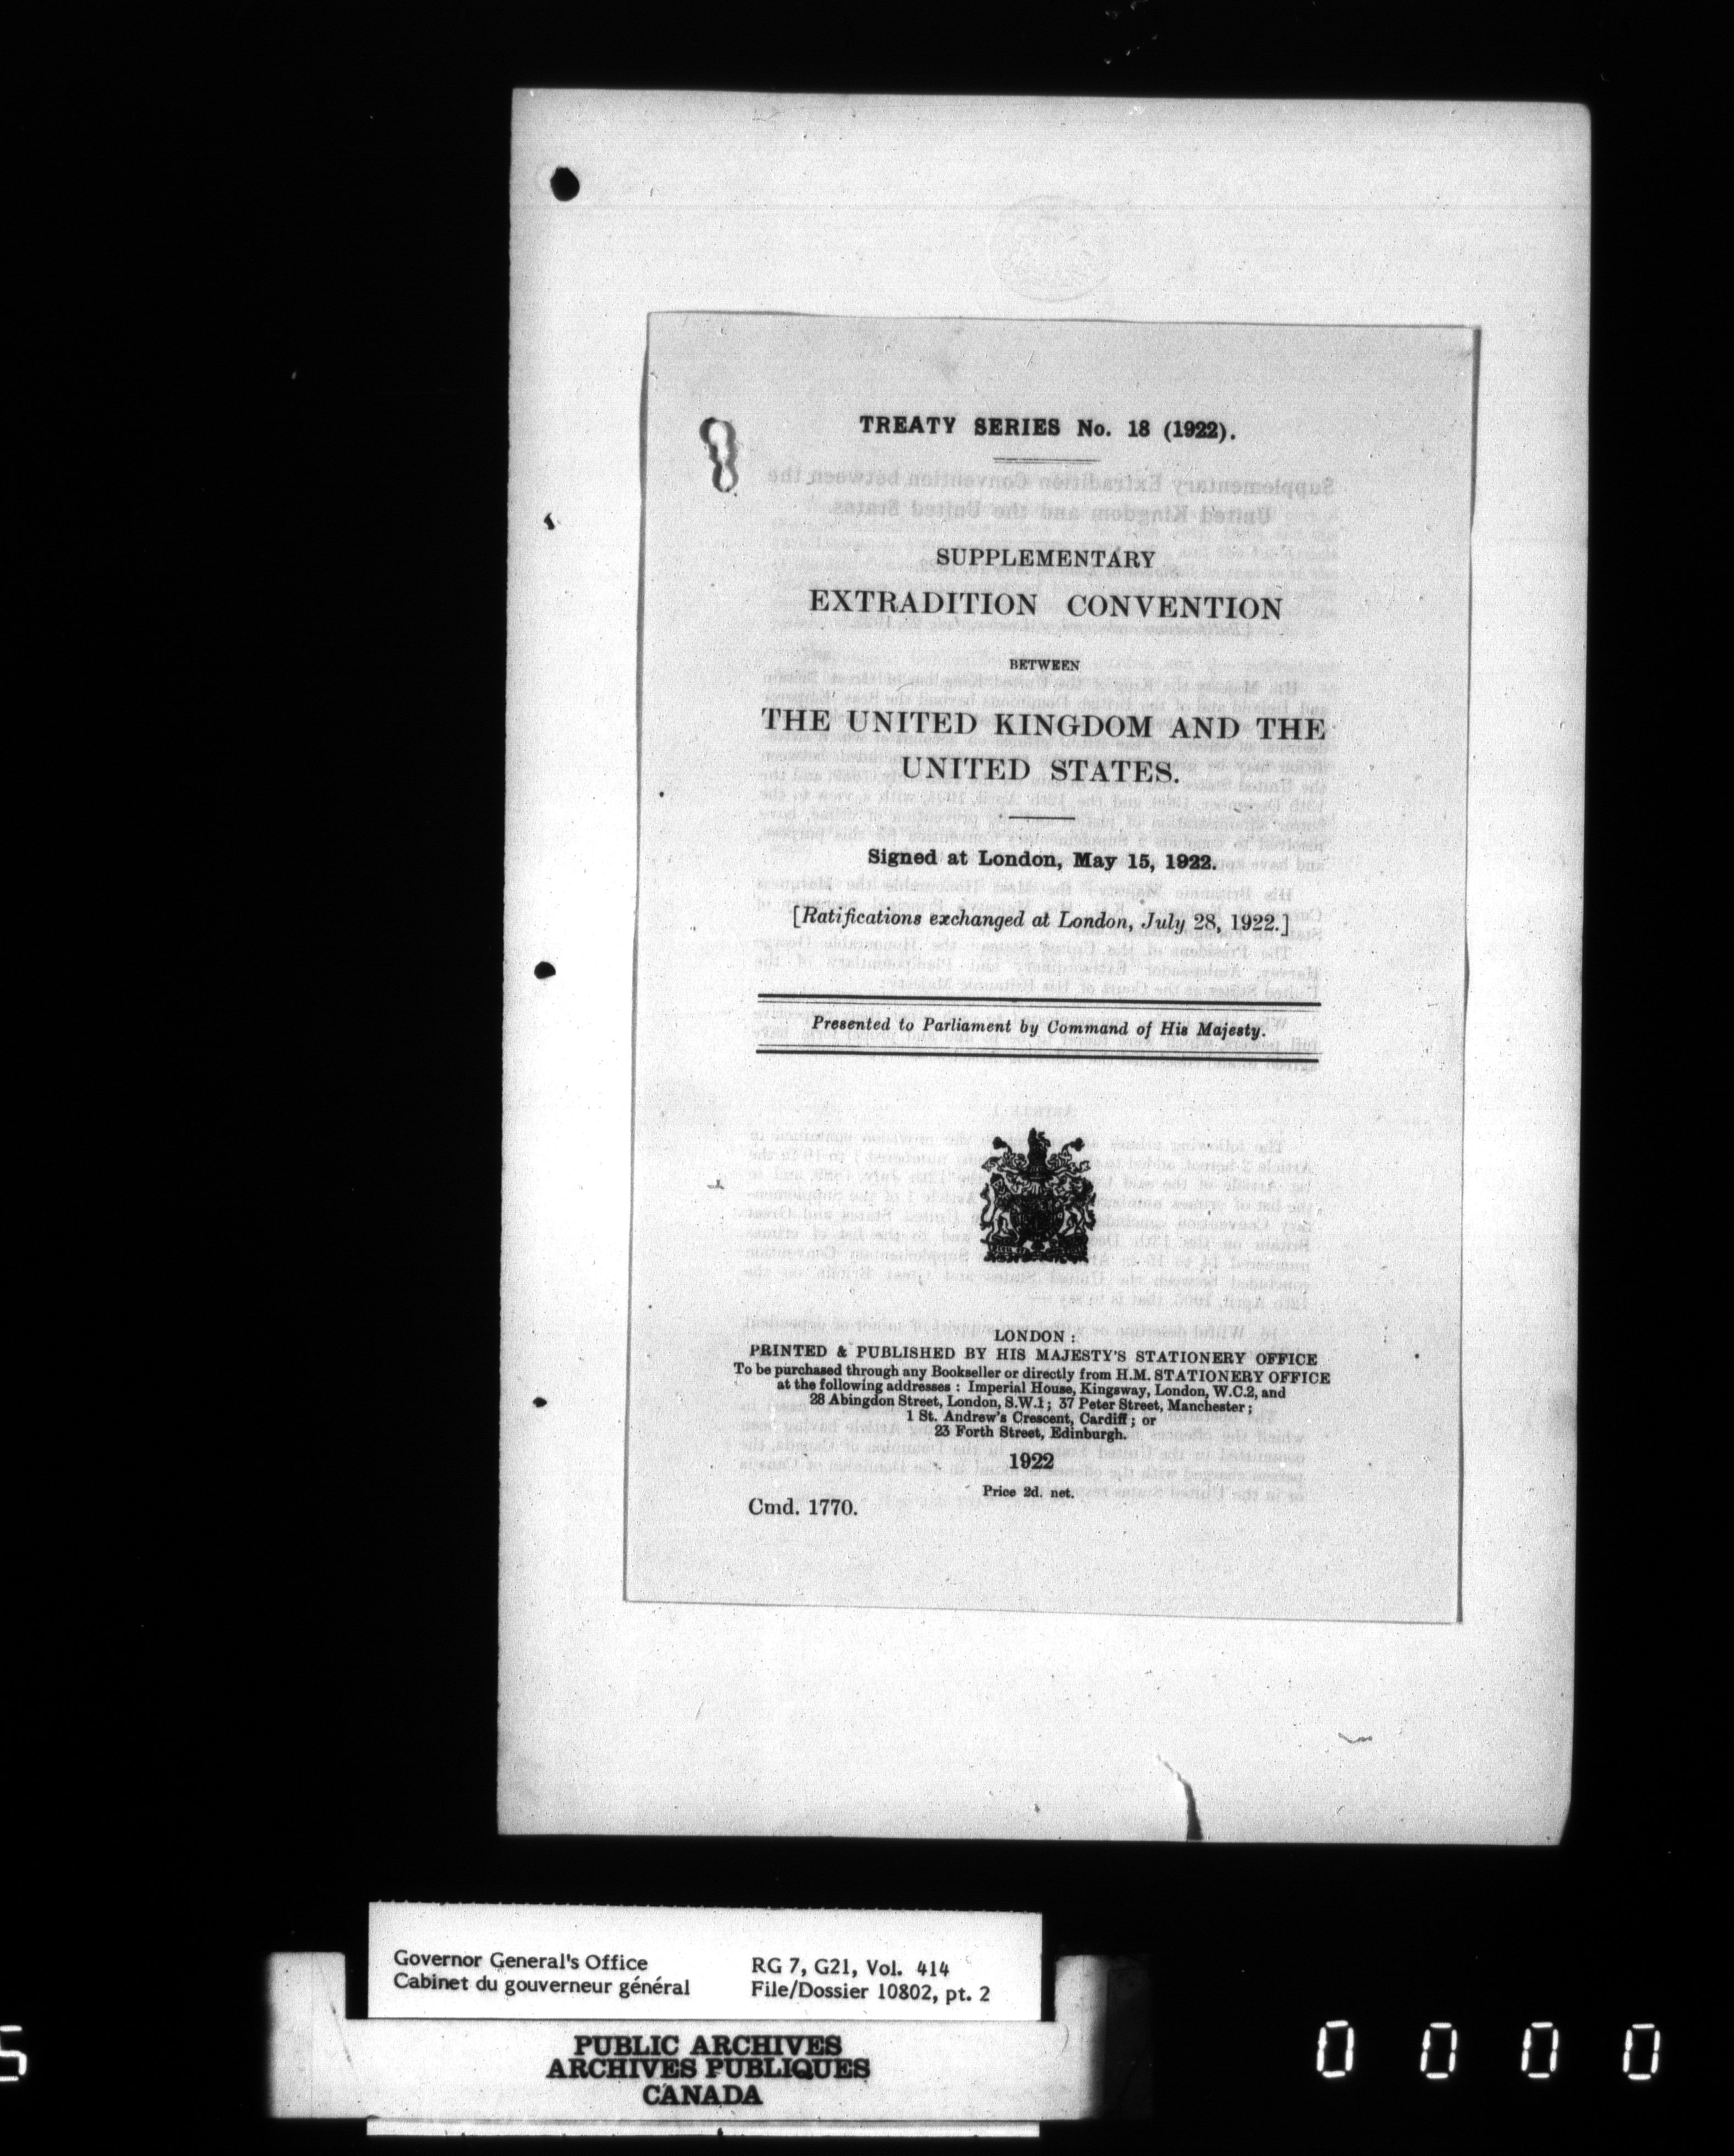 TREATY SERIES No. 18 (1922).
SUPPLEMENTARY
EXTRADITION CONVENTION
BETWEEN
THE UNITED KINGDOM AND THE
UNITED STATES.
Signed at London, May 15, 1922.
[Ratifications exchanged at London, July 28, 1922.]
Presented to Parliament by Command of His Majesty.
LONDON:
PRINTED & PUBLISHED BY HIS MAJESTY'S STATIONERY OFFICE
To be purchased through any Bookseller or directly from H.M. STATIONERY OFFICE
at the following addresses: Imperial House, Kingsway, London, W.C.2, and
28 Abingdon Street, London, S.W.1; 37 Peter Street, Manchester;
1 St. Andrew's Crescent, Cardiff; or
23 Forth Street, Edinburgh.
1922
Price 2d. net.
Cmd. 1770.
Governor General's Office
Cabinet du gouverneur général
RG 7, G21, Vol. 414
File/Dossier 10802, pt. 2
PUBLIC ARCHIVES
ARCHIVES PUBLIQUES
CANADA
5
0 0 0 0